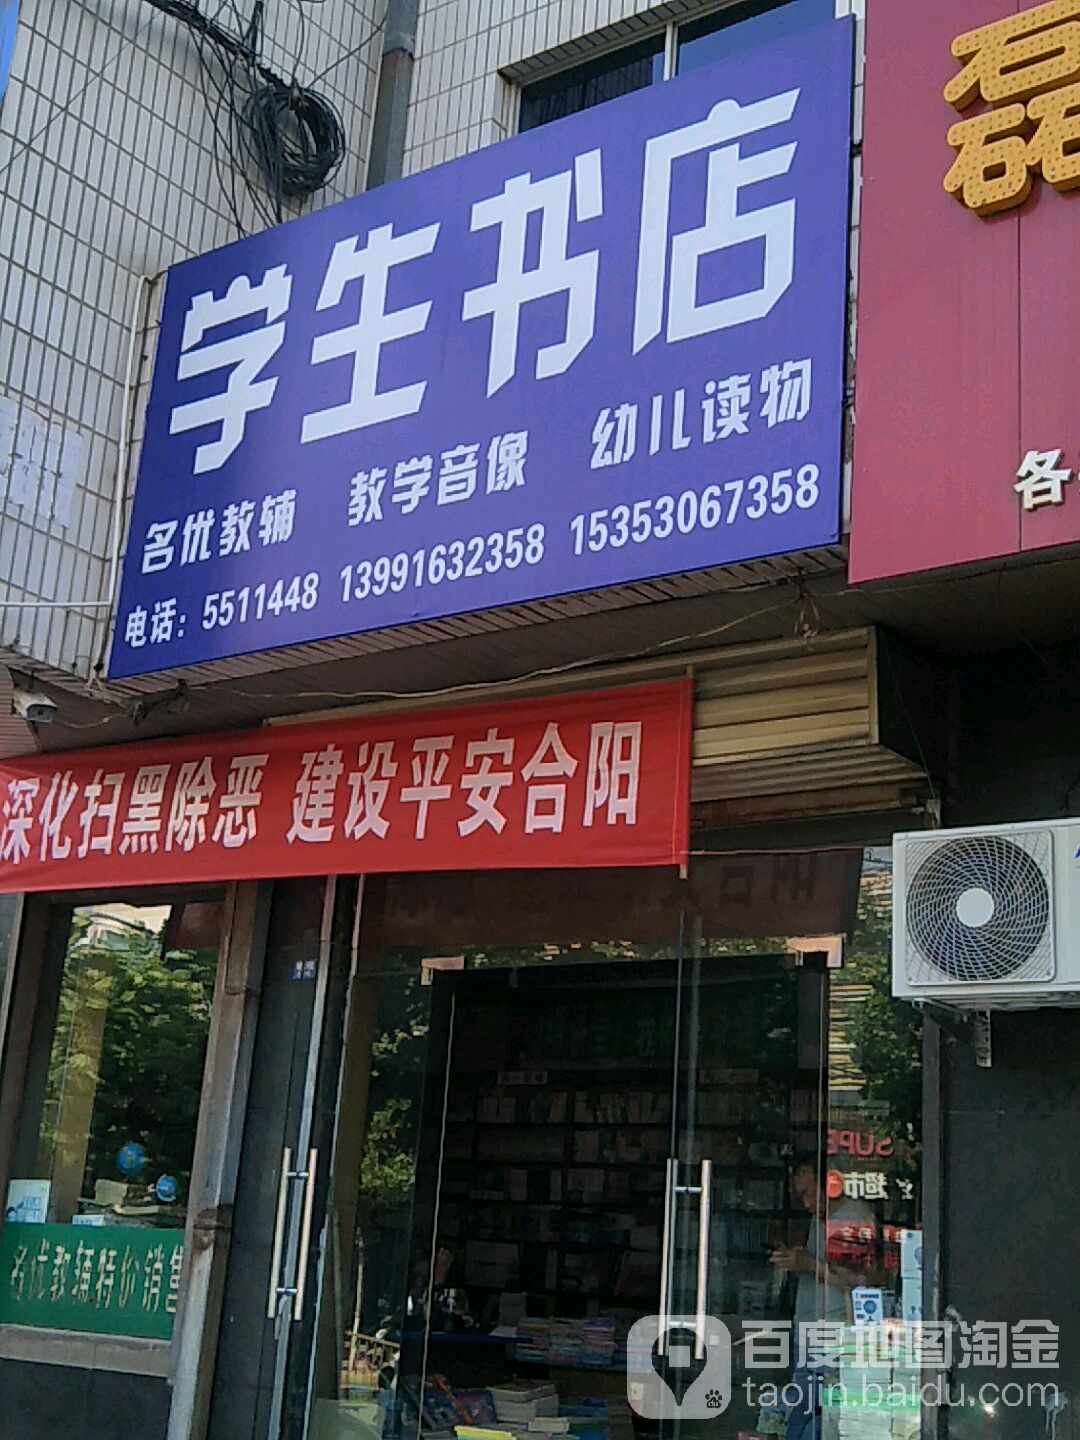 磊
学生书店
名优教辅 教学音像 幼儿读物
电话：5511448 13991632358 15353067358
各
深化扫黑除恶 建设平安合阳
名优教辅特价销售
百度地图淘金
taojin.baidu.com